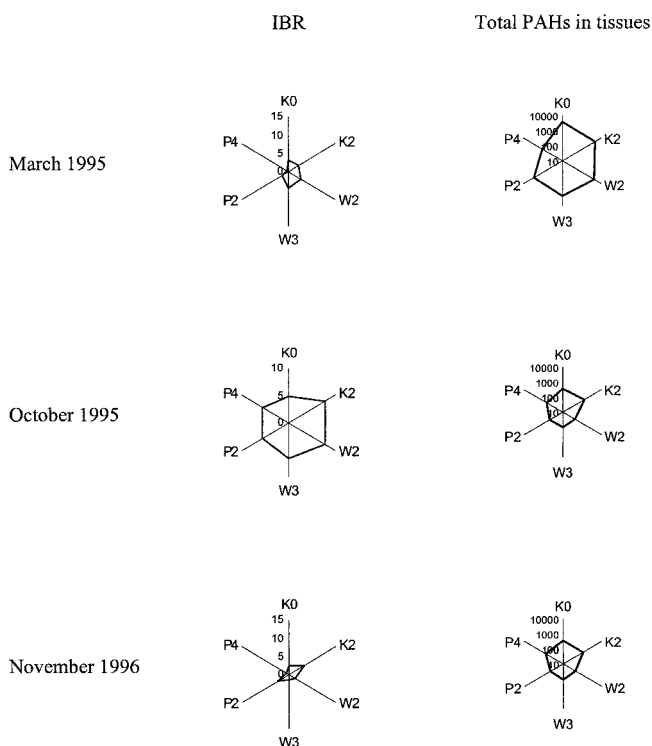 IBR Total PAHs in tissues
March 1995
K0
15
10
5
0
P4 K2
P2 W2
W3
K0
10000
1000
100
10
P4 K2
P2 W2
W3
October 1995
K0
10
5
0
P4 K2
P2 W2
W3
K0
10000
1000
100
10
P4 K2
P2 W2
W3
November 1996
K0
15
10
5
0
P4 K2
P2 W2
W3
K0
10000
1000
100
10
P4 K2
P2 W2
W3